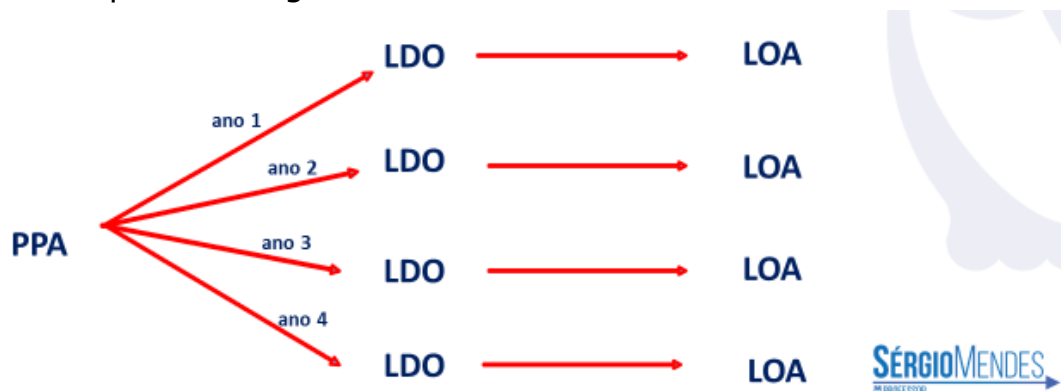 LDO
LOA
ano 1
LDO
LOA
ano 2
PPA
ano 3
LDO
LOA
ano 4
LDO
LOA
SÉRGIOMENDES